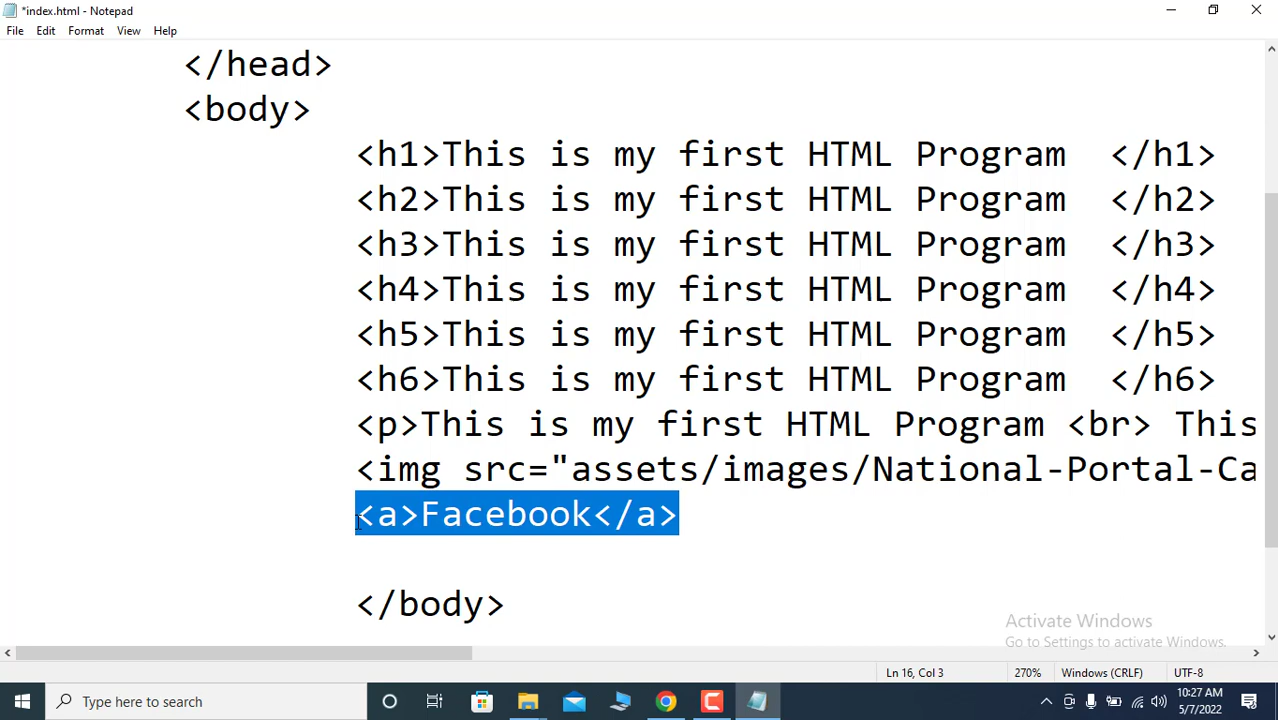 *index.html - Notepad
File Edit Format View Help
</head>
<body>
<h1>This is my first HTML Program  </h1>
<h2>This is my first HTML Program  </h2>
<h3>This is my first HTML Program  </h3>
<h4>This is my first HTML Program  </h4>
<h5>This is my first HTML Program  </h5>
<h6>This is my first HTML Program  </h6>
<p>This is my first HTML Program <br> This
<img src="assets/images/National-Portal-Ca
<a>Facebook</a>
</body>
Activate Windows
Go to Settings to activate Windows.
Ln 16, Col 3 270% Windows (CRLF) UTF-8
Type here to search
10:27 AM
5/7/2022